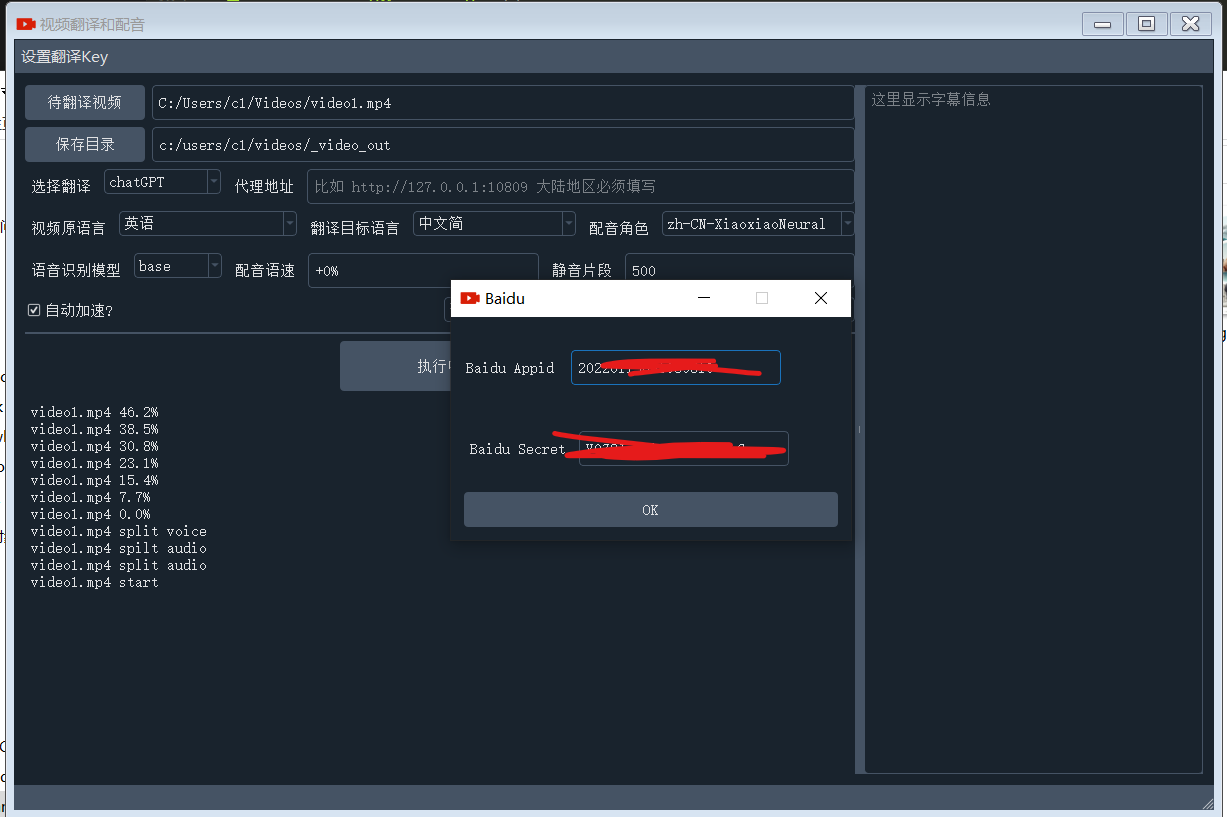 视频翻译和配音
设置翻译Key
待翻译视频 C:/Users/c1/Videos/video1.mp4
保存目录 c:/users/c1/videos/_video_out
选择翻译 chatGPT 代理地址 比如 http://127.0.0.1:10809 大陆地区必须填写
视频原语言 英语 翻译目标语言 中文简 配音角色 zh-CN-XiaoxiaoNeural
语音识别模型 base 配音语速 +0% 静音片段 500
自动加速?
执行
video1.mp4 46.2%
video1.mp4 38.5%
video1.mp4 30.8%
video1.mp4 23.1%
video1.mp4 15.4%
video1.mp4 7.7%
video1.mp4 0.0%
video1.mp4 split voice
video1.mp4 spilt audio
video1.mp4 split audio
video1.mp4 start
Baidu
Baidu Appid
Baidu Secret
OK
这里显示字幕信息